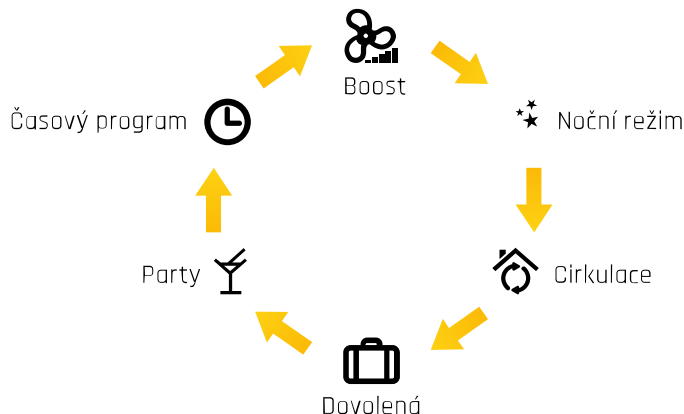 Boost
Časový program
Noční režim
Party
Cirkulace
Dovolená